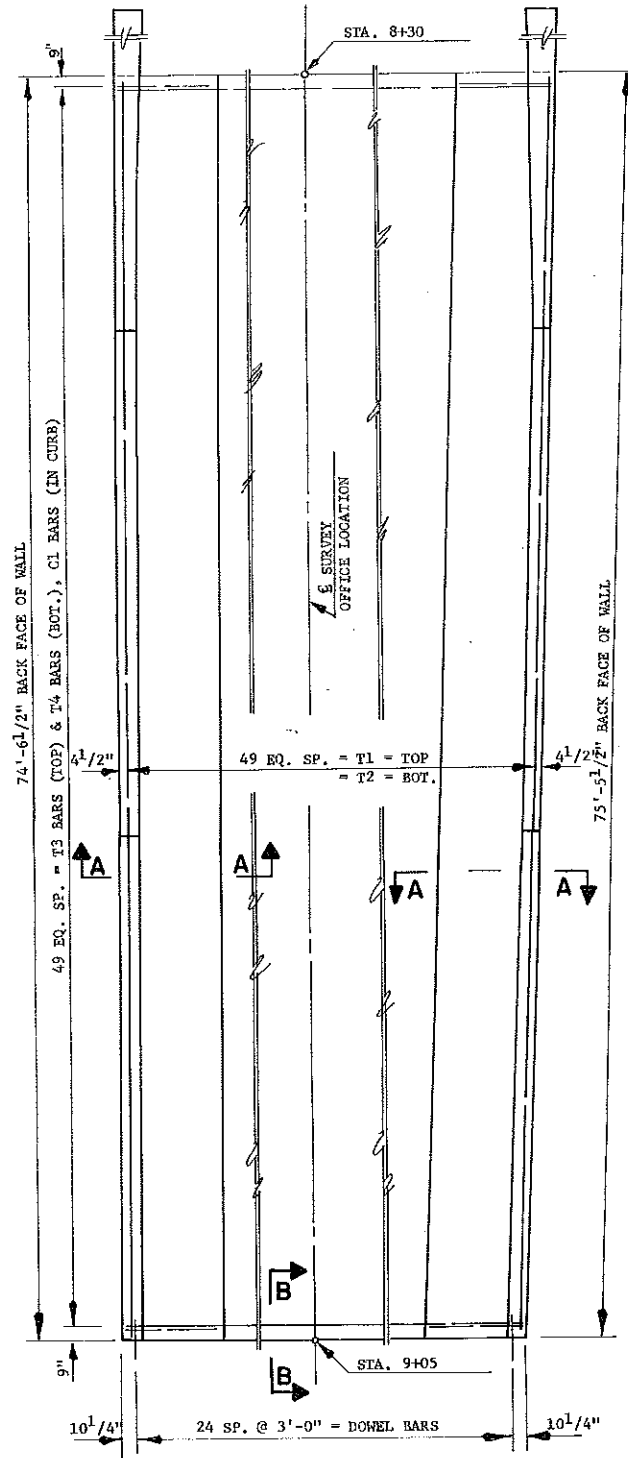 STA. 8+30
9"
74'-6 1/2" BACK FACE OF WALL
49 EQ. SP. = T3 BARS (TOP) & T4 BARS (BOT.), C1 BARS (IN CURB)
℄ SURVEY
OFFICE LOCATION
75'-5 1/2" BACK FACE OF WALL
4 1/2"
49 EQ. SP. = T1 = TOP
= T2 = BOT.
4 1/2"
A
A
A
A
B
B
STA. 9+05
9"
10 1/4"
24 SP. @ 3'-0" = DOWEL BARS
10 1/4"